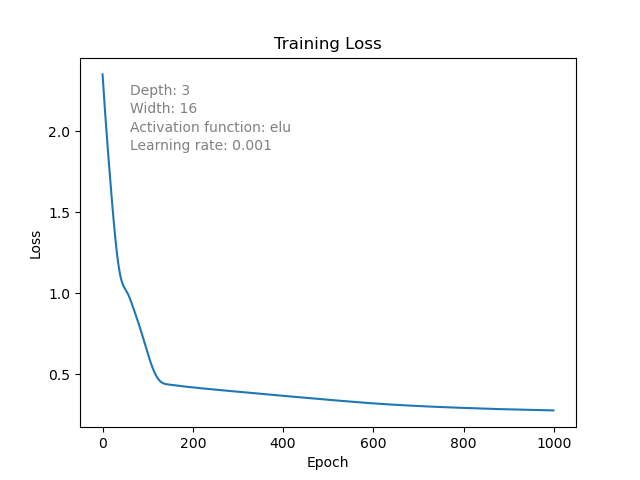 Training Loss
Depth: 3
Width: 16
Activation function: elu
Learning rate: 0.001
2.0
1.5
1.0
0.5
Loss
0 200 400 600 800 1000
Epoch